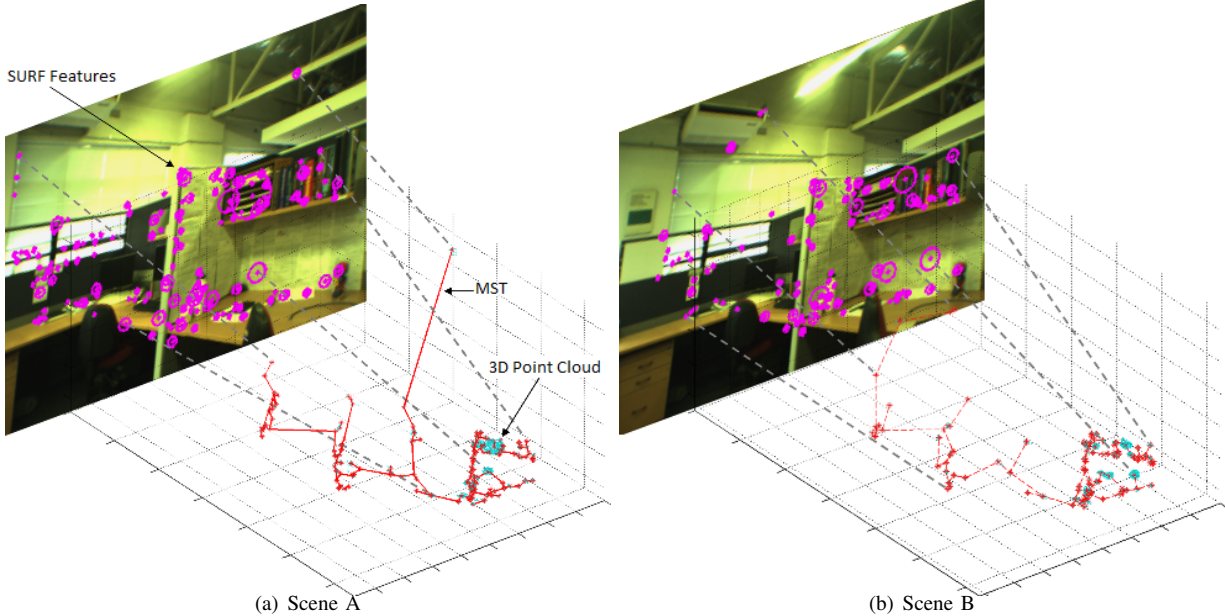 SURF Features
MST
3D Point Cloud
(a) Scene A
(b) Scene B